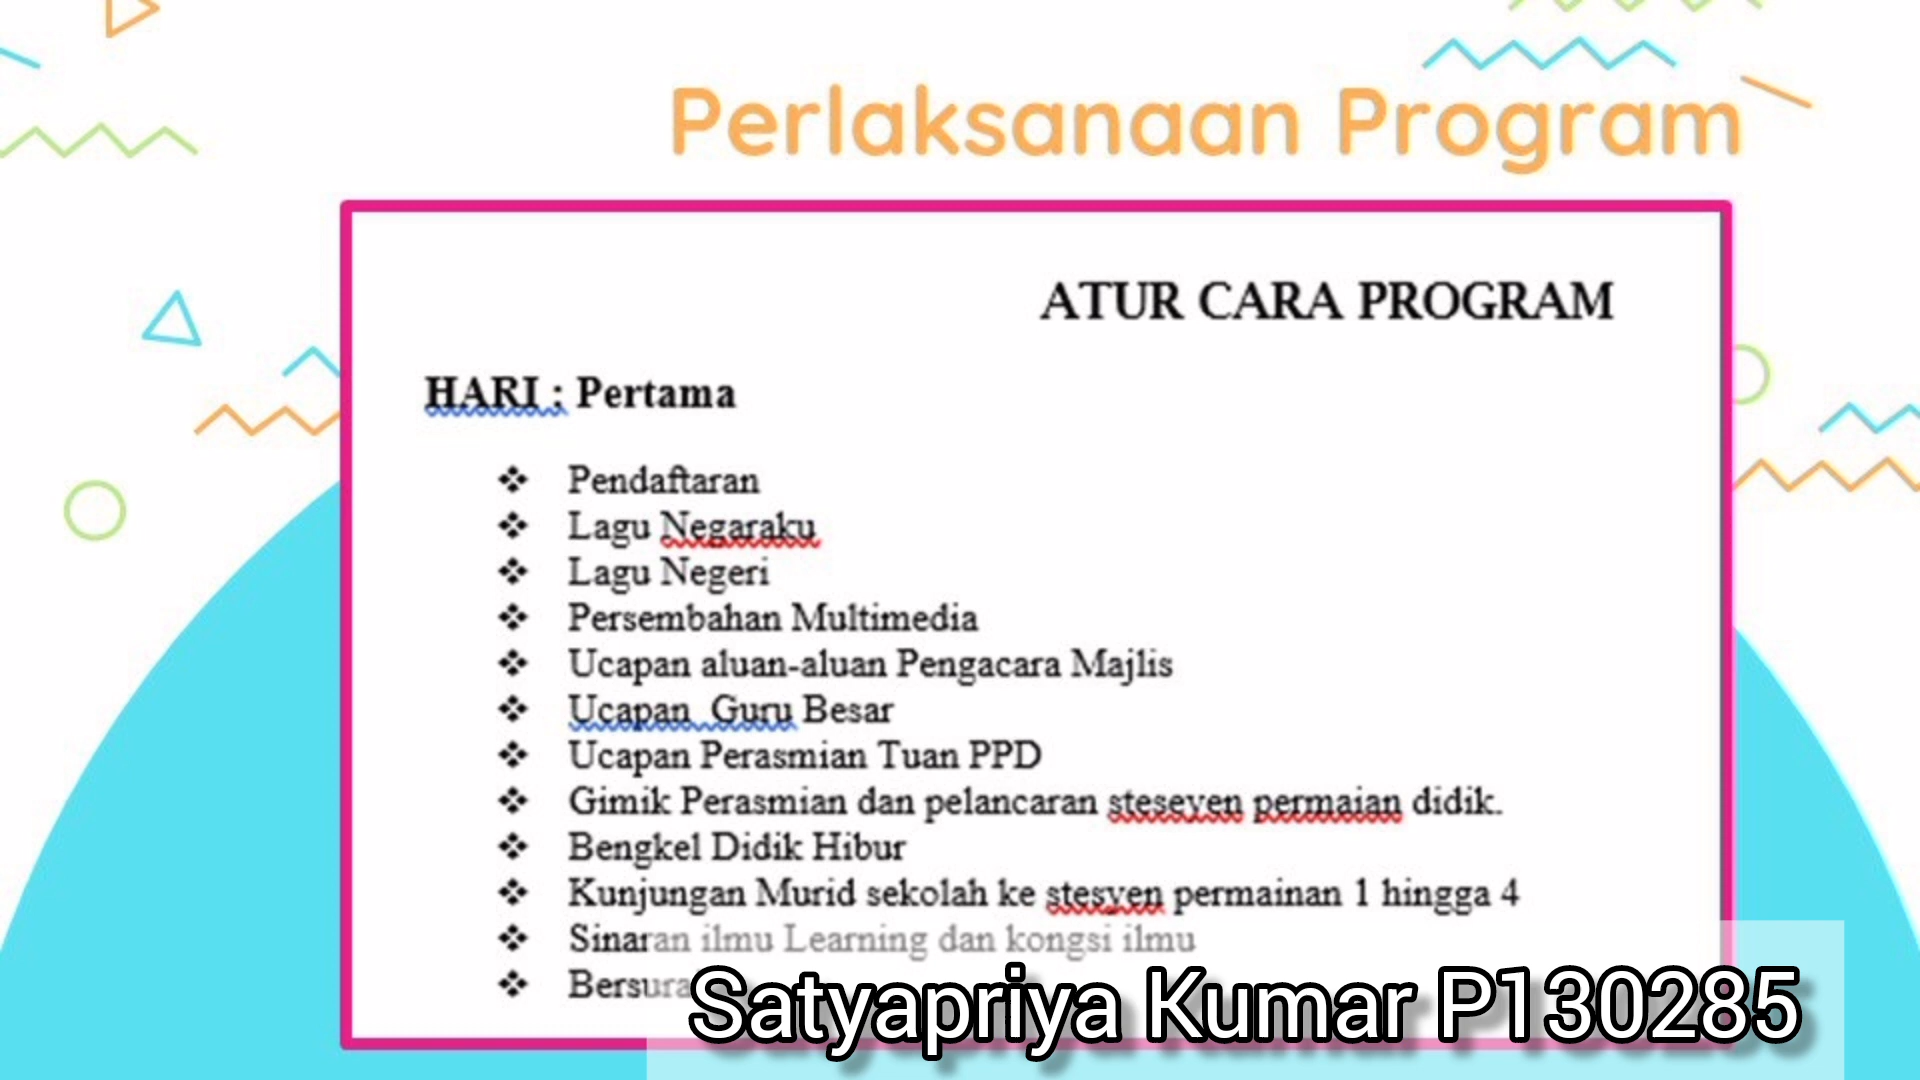 Perlaksanaan Program
ATUR CARA PROGRAM
HARI : Pertama
❖ Pendaftaran
❖ Lagu Negaraku
❖ Lagu Negeri
❖ Persembahan Multimedia
❖ Ucapan aluan-aluan Pengacara Majlis
❖ Ucapan Guru Besar
❖ Ucapan Perasmian Tuan PPD
❖ Gimik Perasmian dan pelancaran steseyen permaian didik.
❖ Bengkel Didik Hibur
❖ Kunjungan Murid sekolah ke stesyen permainan 1 hingga 4
❖ Sinaran ilmu Learning dan kongsi ilmu
❖
Satyapriya Kumar P130285